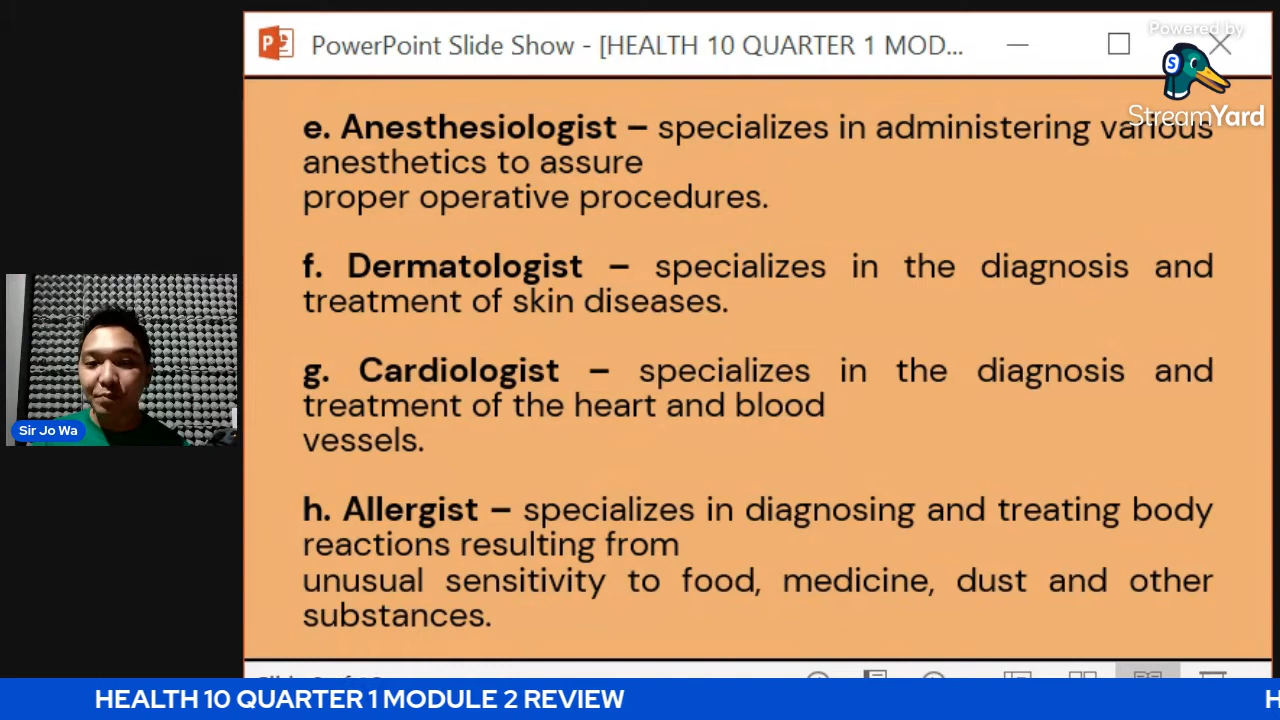 PowerPoint Slide Show - [HEALTH 10 QUARTER 1 MOD...
Powered by
S
StreamYard
e. Anesthesiologist – specializes in administering various
anesthetics to assure
proper operative procedures.
f. Dermatologist – specializes in the diagnosis and
treatment of skin diseases.
g. Cardiologist – specializes in the diagnosis and
treatment of the heart and blood
vessels.
h. Allergist – specializes in diagnosing and treating body
reactions resulting from
unusual sensitivity to food, medicine, dust and other
substances.
Sir Jo Wa
HEALTH 10 QUARTER 1 MODULE 2 REVIEW
H